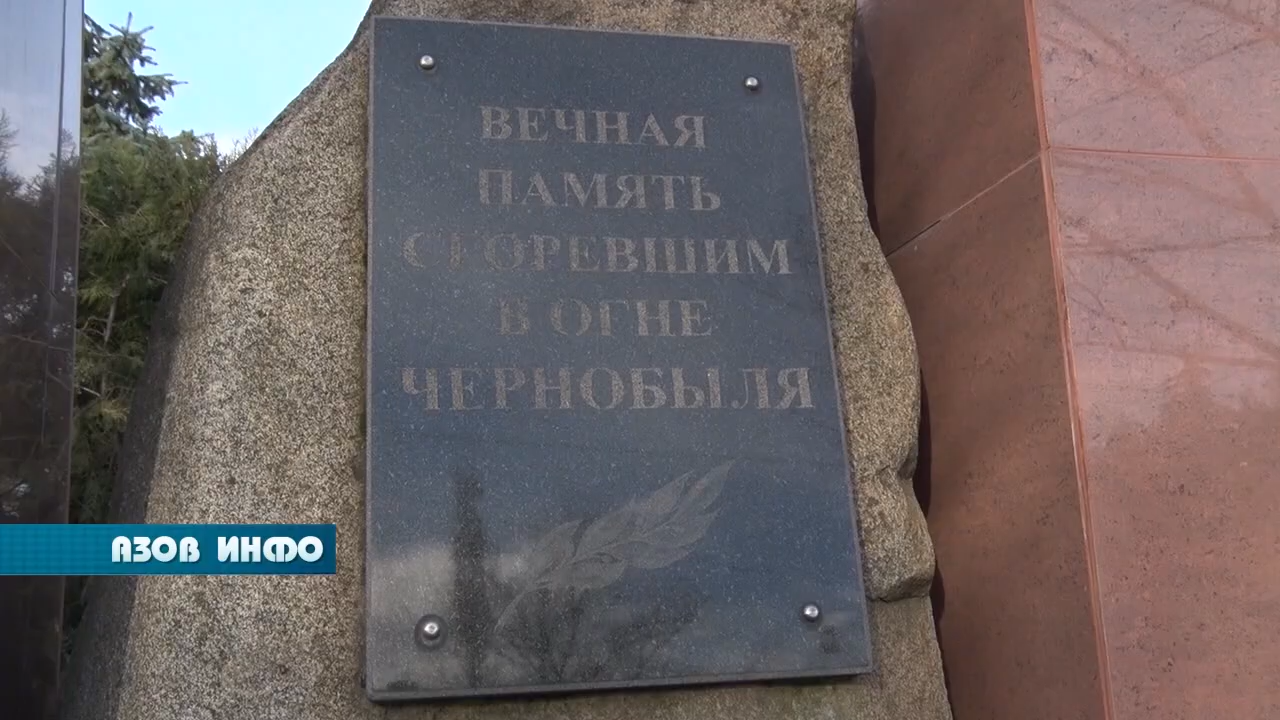 ВЕЧНАЯ
ПАМЯТЬ
СГОРЕВШИМ
В ОГНЕ
ЧЕРНОБЫЛЯ
АЗОВ ИНФО